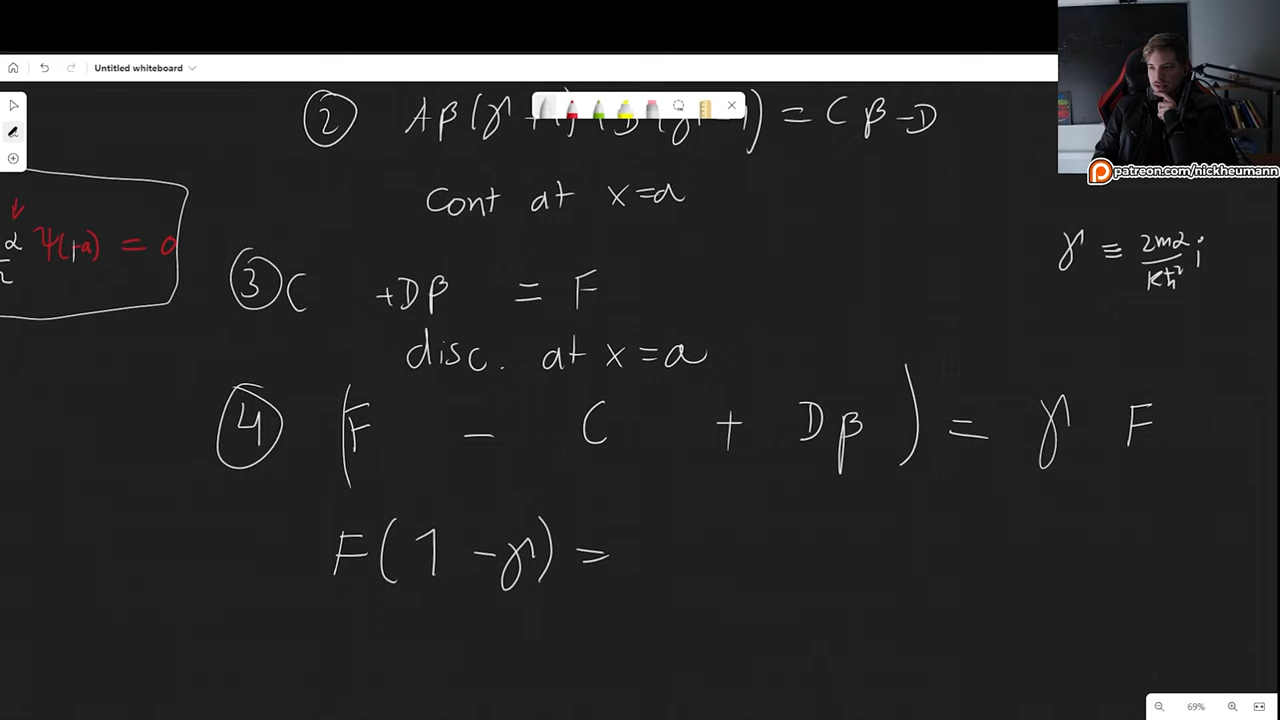 Untitled whiteboard
patreon.com/nickheumann
② Aβ(γ = Cβ - D
cont at x=a
Ψ(+a) = 0
γ ≡ 2mα/Kħ² i
③ C +Dβ = F
disc. at x=a
④ (F - C + Dβ) = γ F
F(1 - γ) =
69%